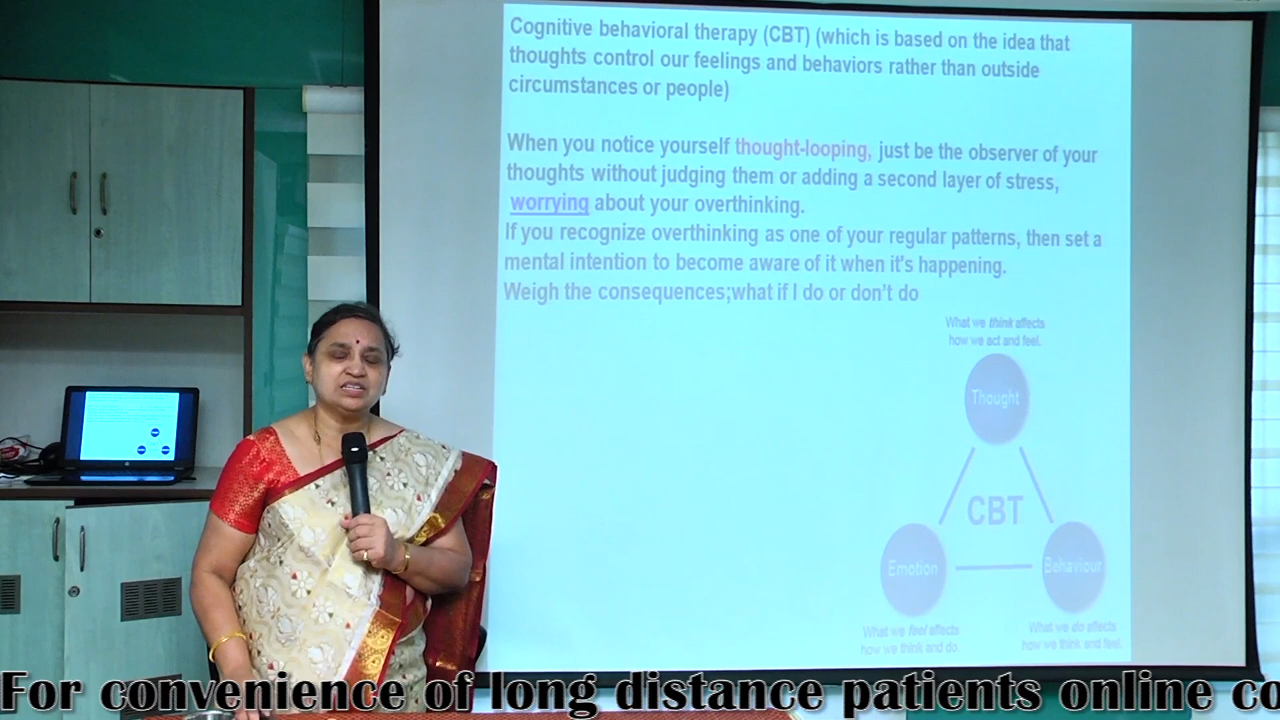 Cognitive behavioral therapy (CBT) (which is based on the idea that
thoughts control our feelings and behaviors rather than outside
circumstances or people)
When you notice yourself thought-looping, just be the observer of your
thoughts without judging them or adding a second layer of stress,
worrying about your overthinking.
If you recognize overthinking as one of your regular patterns, then set a
mental intention to become aware of it when it's happening.
Weigh the consequences;what if I do or don't do
What we think affects
how we act and feel.
Thought
CBT
Emotion
Behaviour
What we feel affects
how we think and do.
What we do affects
how we think and feel.
For convenience of long distance patients online co